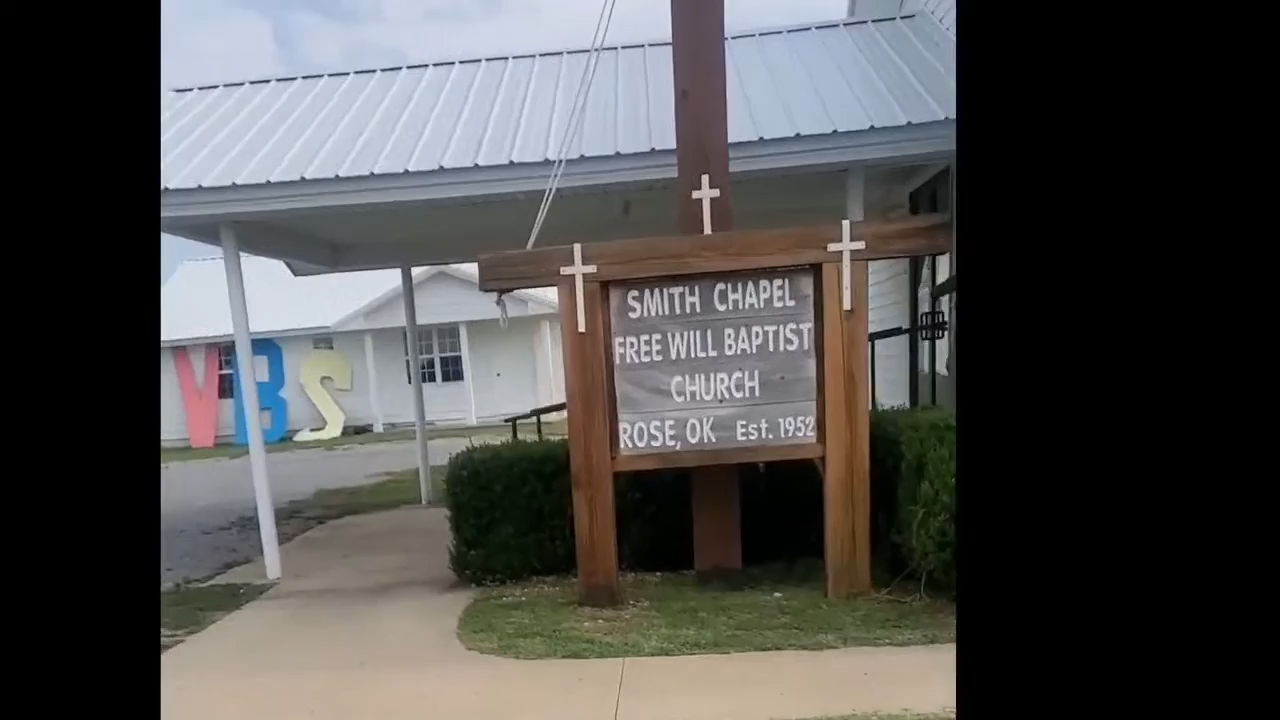 VBS
SMITH CHAPEL
FREE WILL BAPTIST
CHURCH
ROSE, OK Est. 1952